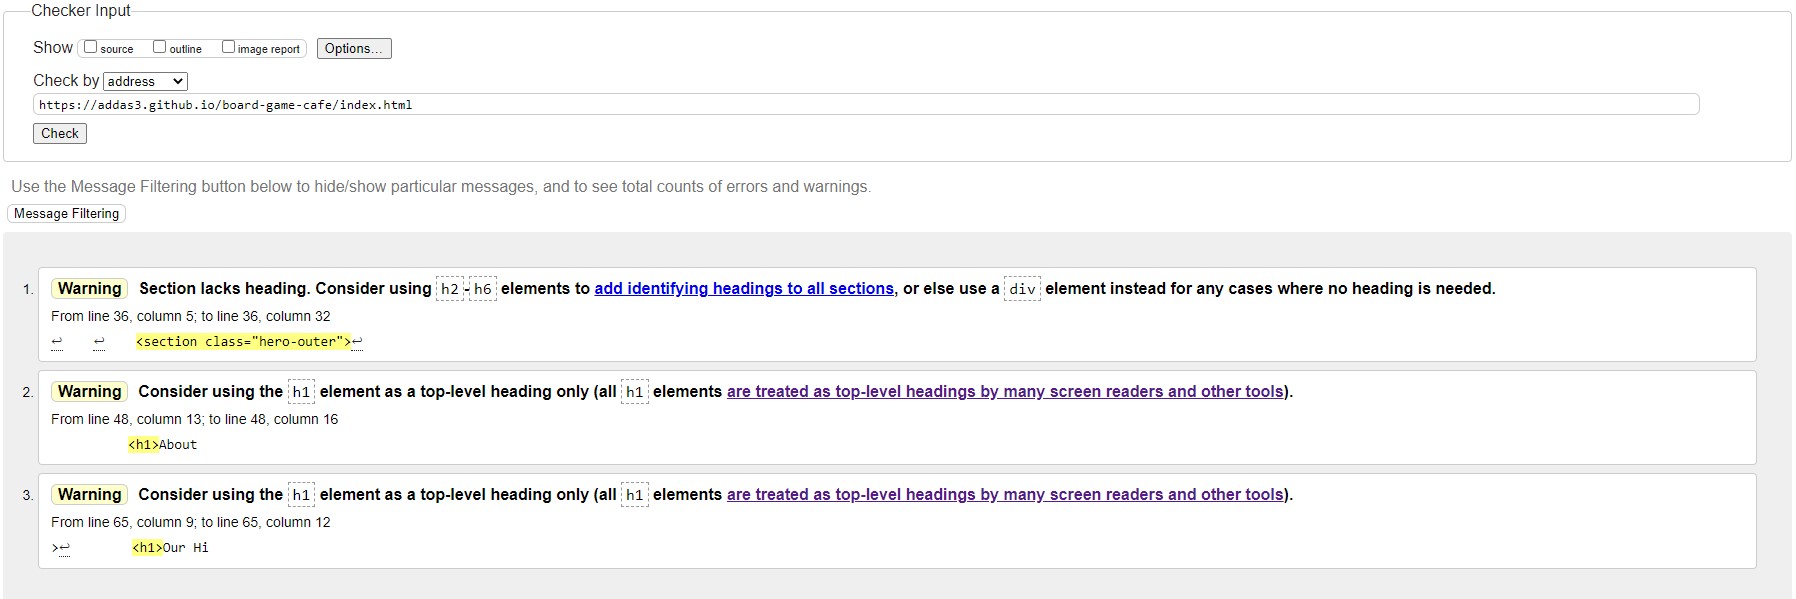 Checker Input
Show source outline image report Options...
Check by address
https://addas3.github.io/board-game-cafe/index.html
Check
Use the Message Filtering button below to hide/show particular messages, and to see total counts of errors and warnings.
Message Filtering
1. Warning Section lacks heading. Consider using h2-h6 elements to add identifying headings to all sections, or else use a div element instead for any cases where no heading is needed.
From line 36, column 5; to line 36, column 32
↩ ↩ <section class="hero-outer">↩
2. Warning Consider using the h1 element as a top-level heading only (all h1 elements are treated as top-level headings by many screen readers and other tools).
From line 48, column 13; to line 48, column 16
<h1>About
3. Warning Consider using the h1 element as a top-level heading only (all h1 elements are treated as top-level headings by many screen readers and other tools).
From line 65, column 9; to line 65, column 12
>↩ <h1>Our Hi